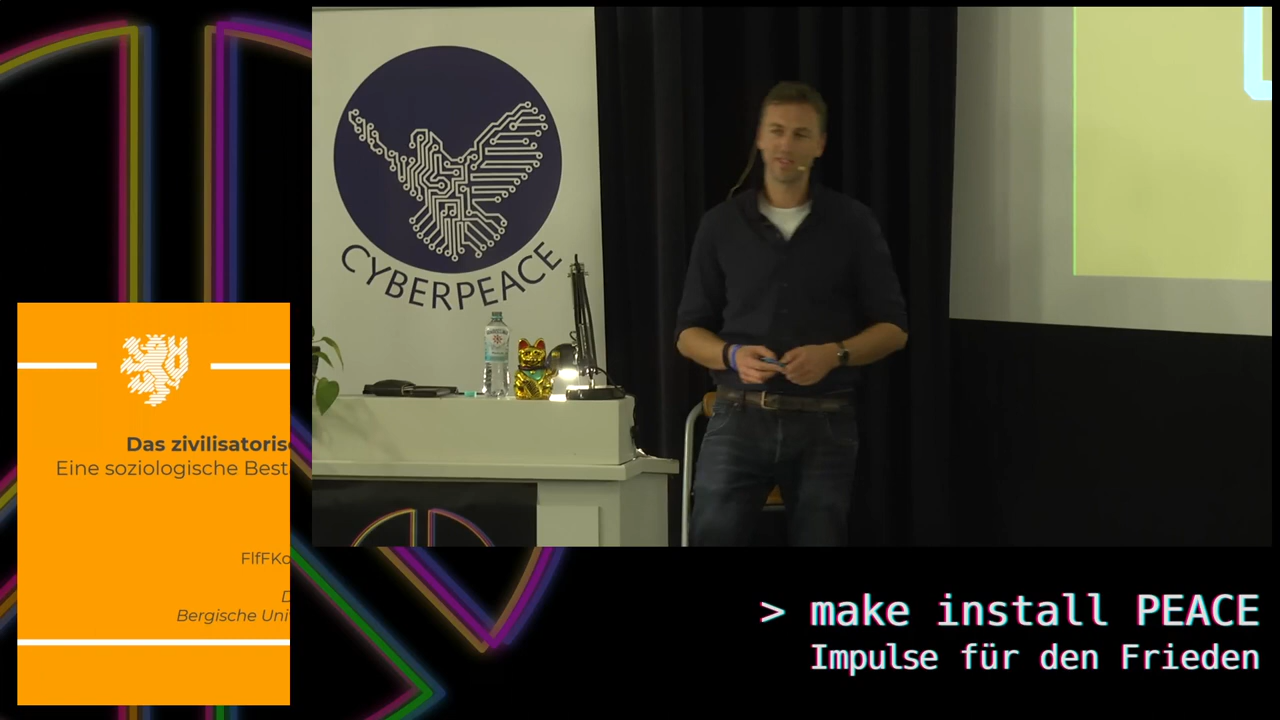 CYBERPEACE
Das zivilisatoris
Eine soziologische Best
FIfFKo
Bergische Uni
> make install PEACE
Impulse für den Frieden